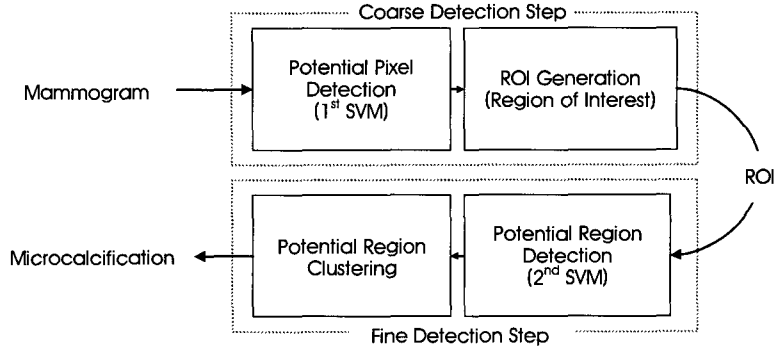 Coarse Detection Step
Mammogram
Potential Pixel
Detection
(1st SVM)
ROI Generation
(Region of Interest)
ROI
Microcalcification
Potential Region
Clustering
Potential Region
Detection
(2nd SVM)
Fine Detection Step